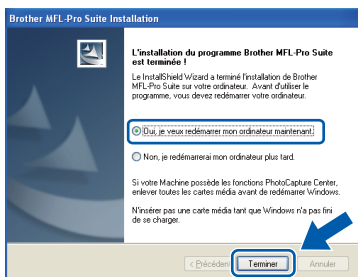 Brother MFL-Pro Suite Installation
L'installation du programme Brother MFL-Pro Suite
est terminée !
Le InstallShield Wizard a terminé l'installation de Brother
MFL-Pro Suite sur votre ordinateur. Avant d'utiliser le
programme, vous devez redémarrer votre ordinateur.
Oui, je veux redémarrer mon ordinateur maintenant.
Non, je redémarrerai mon ordinateur plus tard.
Si votre Machine possède les fonctions PhotoCapture Center,
enlever toutes les cartes média avant de redémarrer Windows.
N'insérer pas une carte média tant que Windows n'a pas fini
de se charger.
< Précédent
Terminer
Annuler